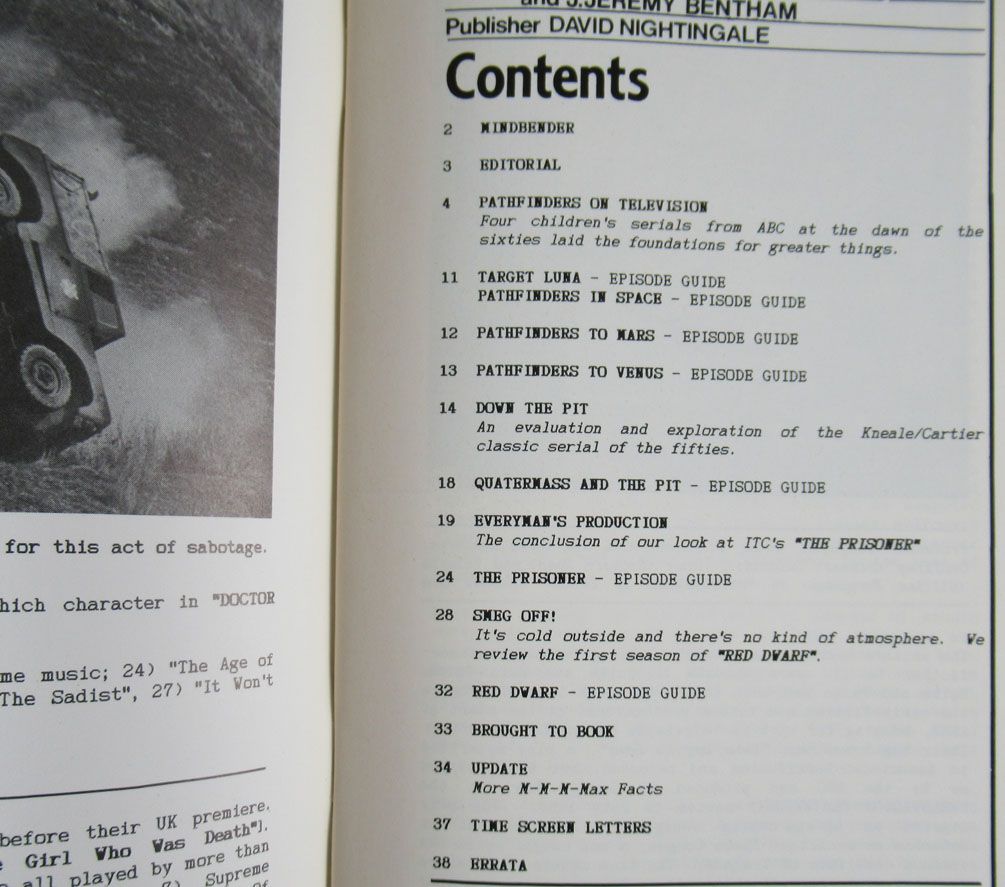 for this act of sabotage.
hich character in "DOCTOR
me music; 24) "The Age of
The Sadist", 27) "It Won't
before their UK premiere.
Girl Who Was Death"].
all played by more than
Supreme
of
and J.JEREMY BENTHAM
Publisher DAVID NIGHTINGALE
Contents
2 MINDBENDER
3 EDITORIAL
4 PATHFINDERS ON TELEVISION
Four children's serials from ABC at the dawn of the
sixties laid the foundations for greater things.
11 TARGET LUNA - EPISODE GUIDE
PATHFINDERS IN SPACE - EPISODE GUIDE
12 PATHFINDERS TO MARS - EPISODE GUIDE
13 PATHFINDERS TO VENUS - EPISODE GUIDE
14 DOWN THE PIT
An evaluation and exploration of the Kneale/Cartier
classic serial of the fifties.
18 QUATERMASS AND THE PIT - EPISODE GUIDE
19 EVERYMAN'S PRODUCTION
The conclusion of our look at ITC's "THE PRISONER"
24 THE PRISONER - EPISODE GUIDE
28 SMEG OFF!
It's cold outside and there's no kind of atmosphere. We
review the first season of "RED DWARF".
32 RED DWARF - EPISODE GUIDE
33 BROUGHT TO BOOK
34 UPDATE
More M-M-M-Max Facts
37 TIME SCREEN LETTERS
38 ERRATA